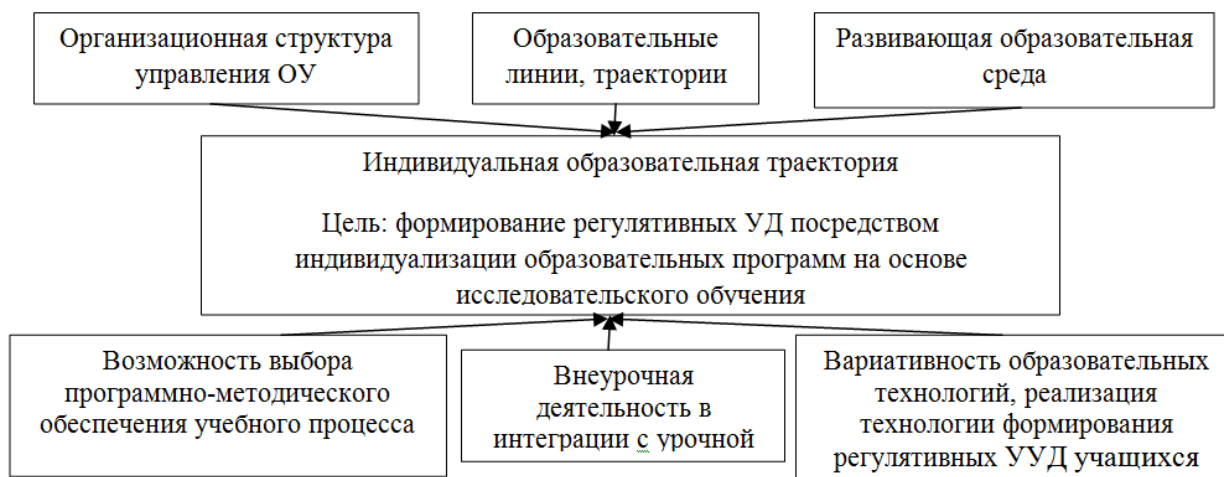 Организационная структура
управления ОУ
Образовательные
линии, траектории
Развивающая образовательная
среда
Индивидуальная образовательная траектория
Цель: формирование регулятивных УД посредством
индивидуализации образовательных программ на основе
исследовательского обучения
Возможность выбора
программно-методического
обеспечения учебного процесса
Внеурочная
деятельность в
интеграции с урочной
Вариативность образовательных
технологий, реализация
технологии формирования
регулятивных УУД учащихся